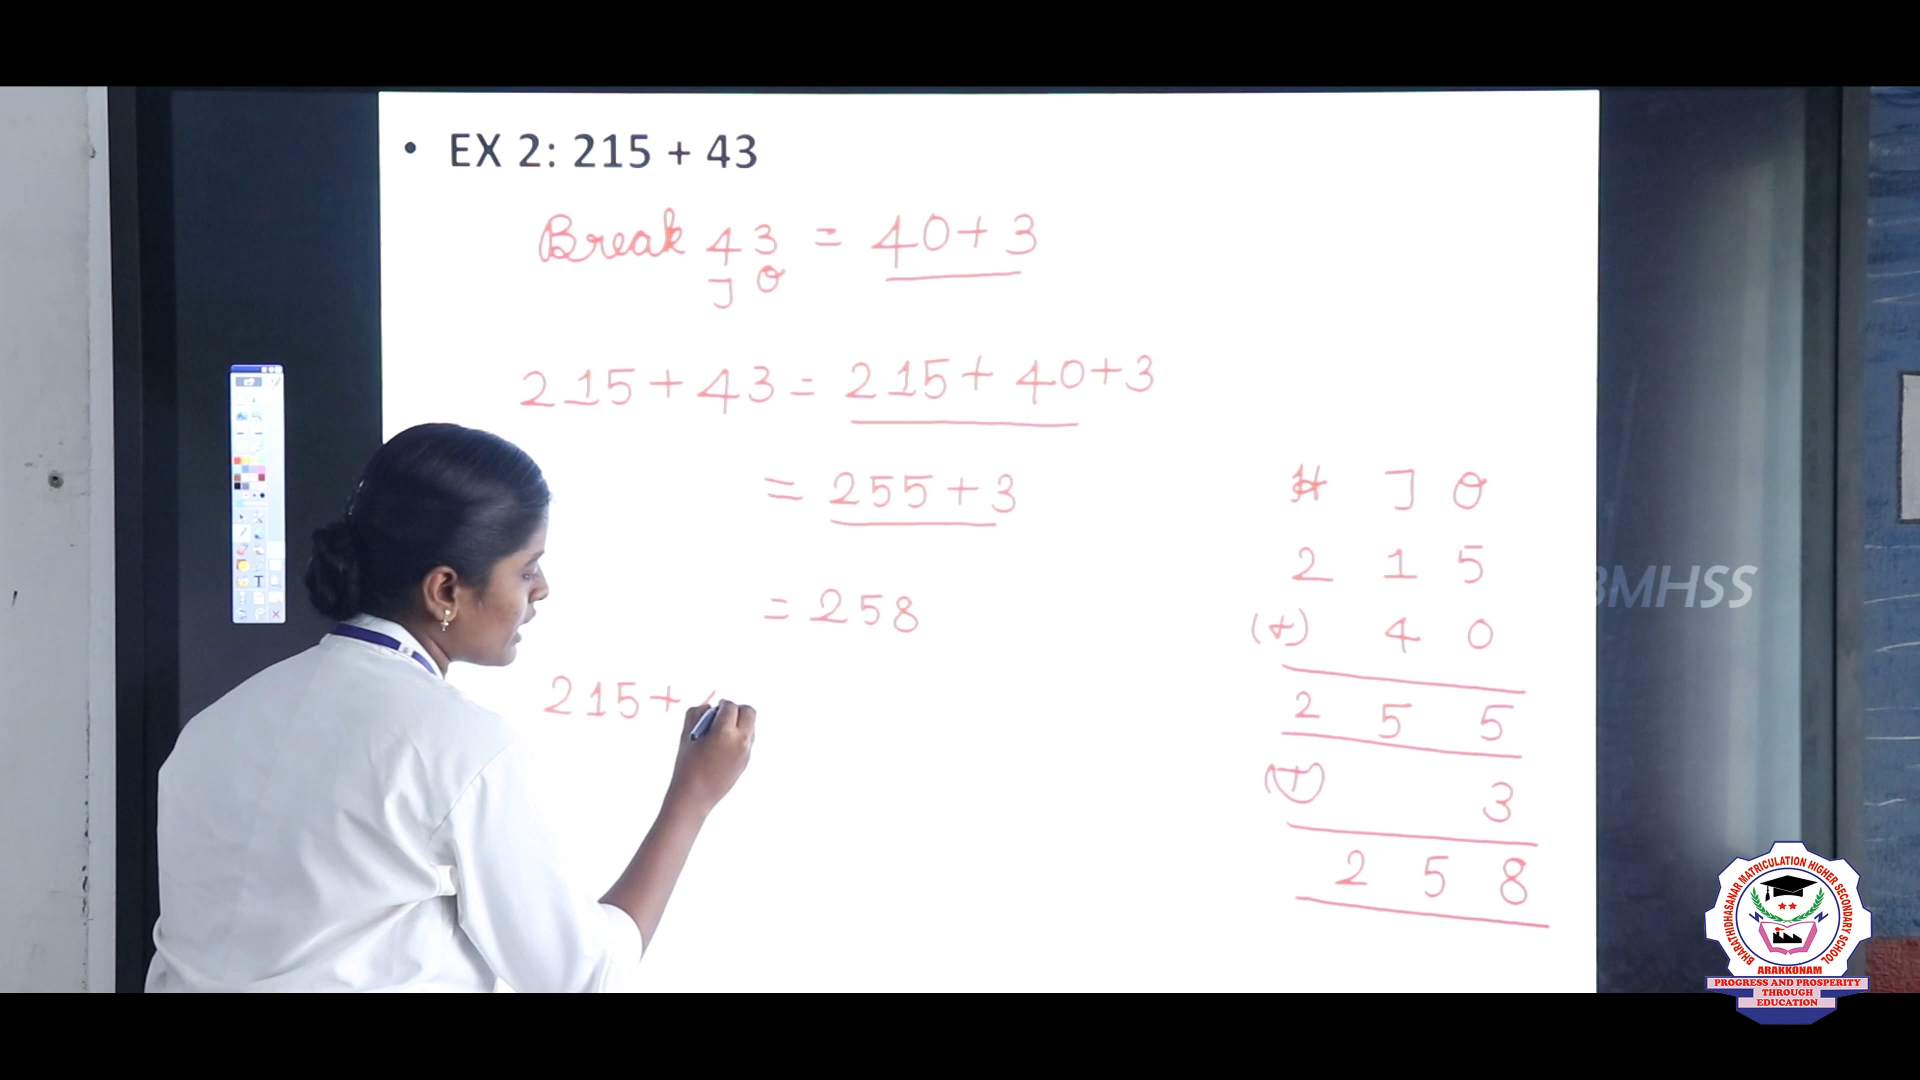 • EX 2: 215 + 43
Break 43 = 40+3
T O
215+43 = 215+40+3
= 255+3
= 258
215+
H T O
2 1 5
(+) 4 0
2 5 5
(+) 3
2 5 8
BMHSS
BHARATHIDHASANAR MATRICULATION HIGHER SECONDARY SCHOOL
ARAKKONAM
PROGRESS AND PROSPERITY
THROUGH
EDUCATION